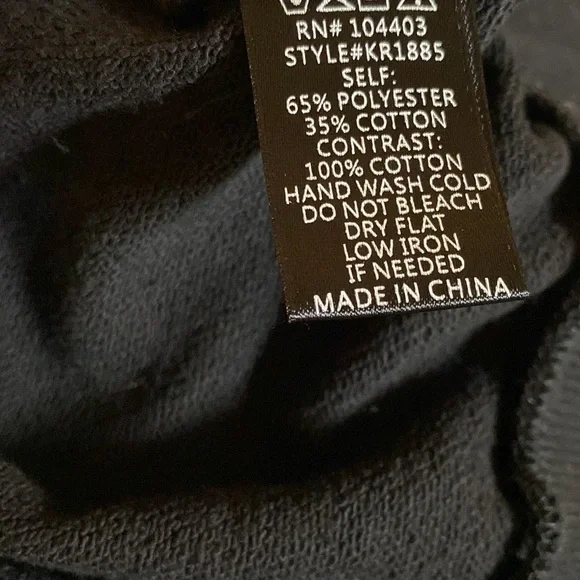 RN# 104403
STYLE#KR1885
SELF:
65% POLYESTER
35% COTTON
CONTRAST:
100% COTTON
HAND WASH COLD
DO NOT BLEACH
DRY FLAT
LOW IRON
IF NEEDED
MADE IN CHINA